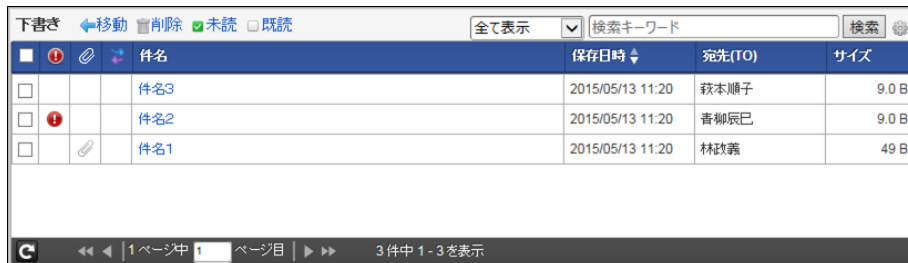 下書き 移動 削除 未読 既読 全て表示 検索キーワード 検索
件名 保存日時 宛先(TO) サイズ
件名3 2015/05/13 11:20 萩本順子 9.0 B
件名2 2015/05/13 11:20 青柳辰巳 9.0 B
件名1 2015/05/13 11:20 林政義 49 B
1 ページ中 1 ページ目 3 件中 1 - 3 を表示